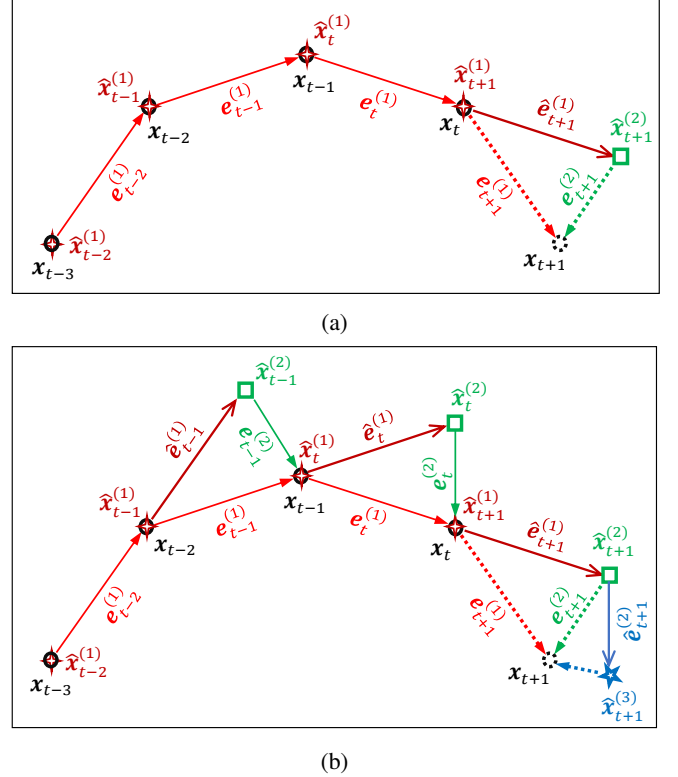 x̂_{t+1}^{(1)}
x̂_t^{(1)}
x̂_{t-1}^{(1)}
e_{t-1}^{(1)}
x_{t-1}
e_t^{(1)}
ê_{t+1}^{(1)}
x̂_{t+1}^{(2)}
x_{t-2}
x_t
e_{t-2}^{(1)}
e_{t+1}^{(1)}
e_{t+1}^{(2)}
x̂_{t-2}^{(1)}
x_{t-3}
x_{t+1}
(a)
x̂_{t-1}^{(2)}
x̂_t^{(2)}
ê_{t-1}^{(1)}
e_{t-1}^{(2)}
x̂_t^{(1)}
ê_t^{(1)}
e_t^{(2)}
x̂_{t-1}^{(1)}
x̂_{t+1}^{(1)}
e_{t-1}^{(1)}
x_{t-1}
e_t^{(1)}
ê_{t+1}^{(1)}
x̂_{t+1}^{(2)}
x_{t-2}
x_t
e_{t-2}^{(1)}
e_{t+1}^{(1)}
e_{t+1}^{(2)}
ê_{t+1}^{(2)}
x̂_{t-2}^{(1)}
x_{t-3}
x_{t+1}
x̂_{t+1}^{(3)}
(b)